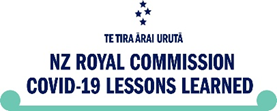 TE TIRA ĀRAI URUTĀ
NZ ROYAL COMMISSION
COVID-19 LESSONS LEARNED